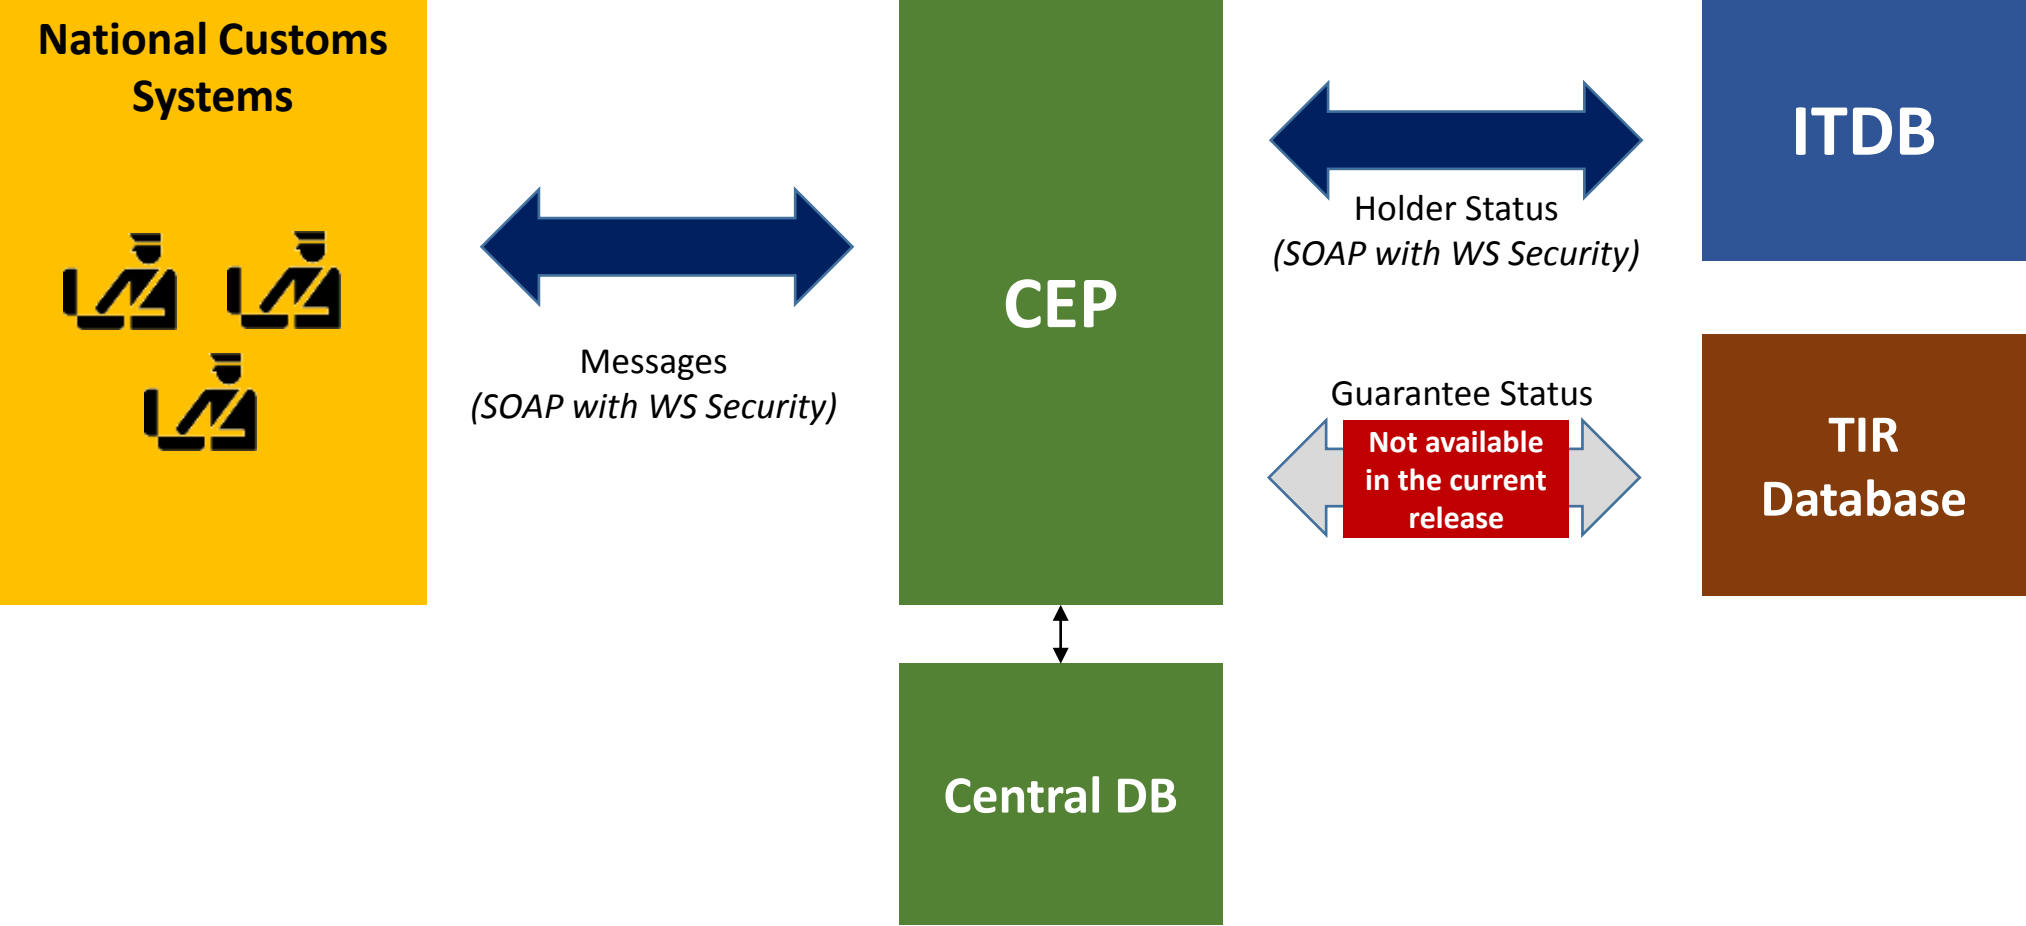 National Customs
Systems
Messages
(SOAP with WS Security)
CEP
Central DB
Holder Status
(SOAP with WS Security)
ITDB
Guarantee Status
Not available
in the current
release
TIR
Database